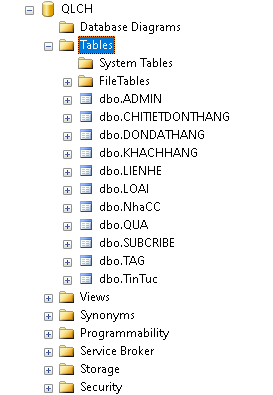 QLCH
Database Diagrams
Tables
System Tables
FileTables
dbo.ADMIN
dbo.CHITIETDONTHANG
dbo.DONDATHANG
dbo.KHACHHANG
dbo.LIENHE
dbo.LOAI
dbo.NhaCC
dbo.QUA
dbo.SUBCRIBE
dbo.TAG
dbo.TinTuc
Views
Synonyms
Programmability
Service Broker
Storage
Security